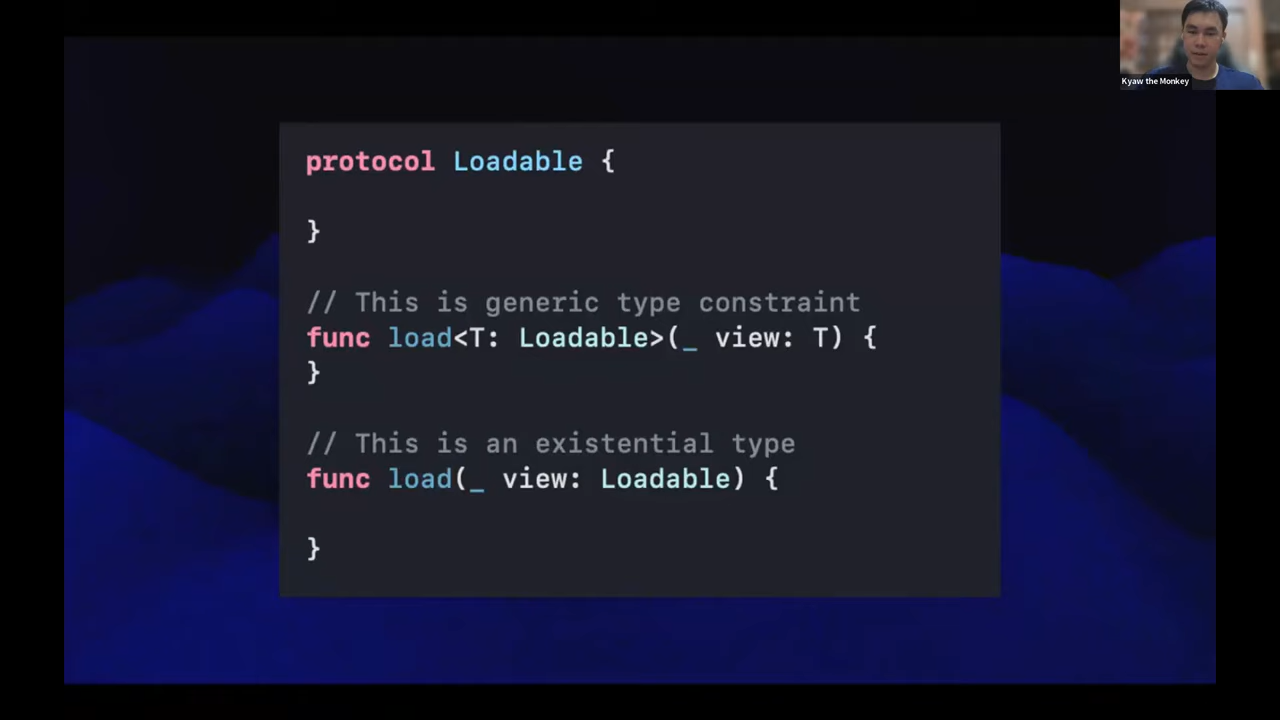 Kyaw the Monkey
protocol Loadable {
}
// This is generic type constraint
func load<T: Loadable>(_ view: T) {
}
// This is an existential type
func load(_ view: Loadable) {
}